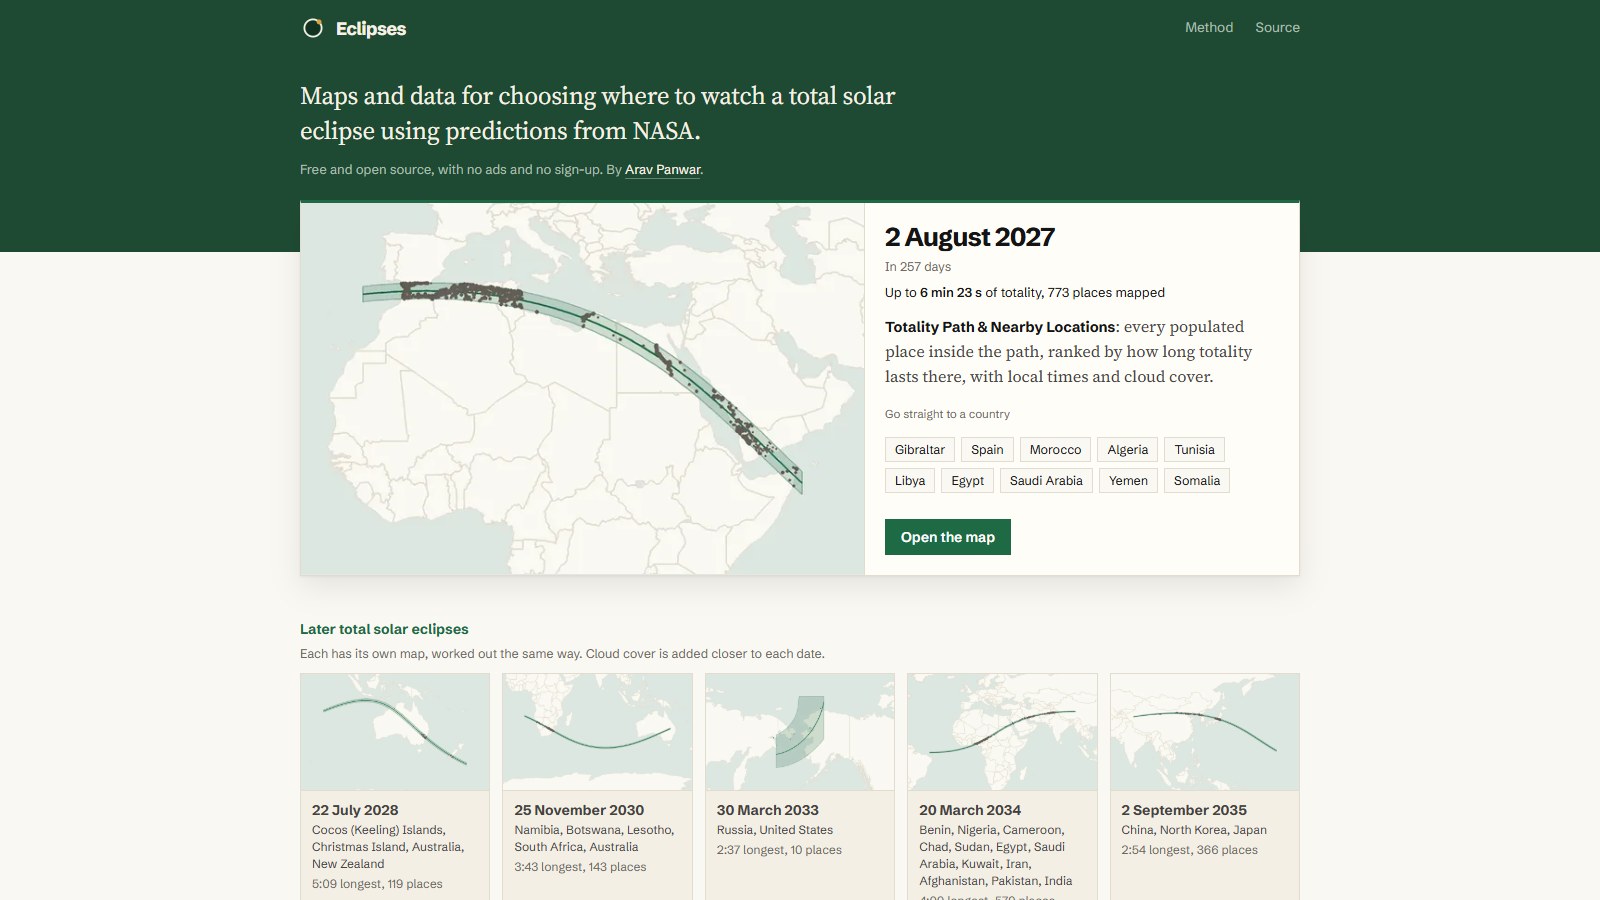 Eclipses
Method
Source
Maps and data for choosing where to watch a total solar
eclipse using predictions from NASA.
Free and open source, with no ads and no sign-up. By Arav Panwar.
2 August 2027
In 257 days
Up to 6 min 23 s of totality, 773 places mapped
Totality Path & Nearby Locations: every populated
place inside the path, ranked by how long totality
lasts there, with local times and cloud cover.
Go straight to a country
Gibraltar
Spain
Morocco
Algeria
Tunisia
Libya
Egypt
Saudi Arabia
Yemen
Somalia
Open the map
Later total solar eclipses
Each has its own map, worked out the same way. Cloud cover is added closer to each date.
22 July 2028
Cocos (Keeling) Islands,
Christmas Island, Australia,
New Zealand
5:09 longest, 119 places
25 November 2030
Namibia, Botswana, Lesotho,
South Africa, Australia
3:43 longest, 143 places
30 March 2033
Russia, United States
2:37 longest, 10 places
20 March 2034
Benin, Nigeria, Cameroon,
Chad, Sudan, Egypt, Saudi
Arabia, Kuwait, Iran,
Afghanistan, Pakistan, India
2 September 2035
China, North Korea, Japan
2:54 longest, 366 places